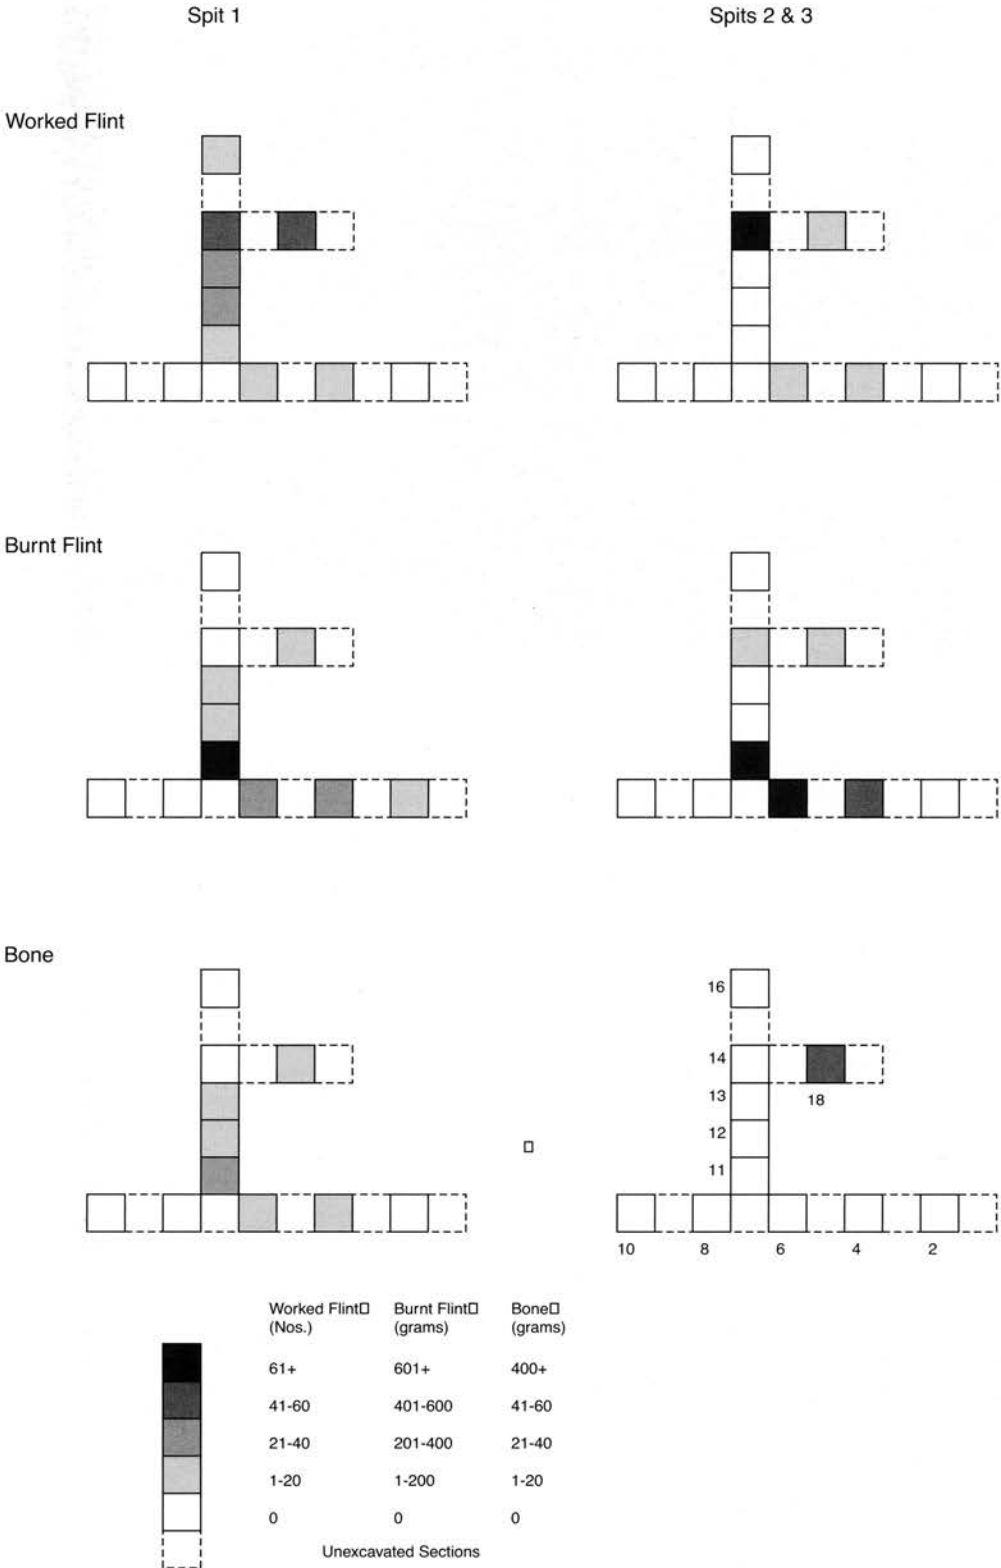 Spit 1
Spits 2 & 3
Worked Flint
Burnt Flint
Bone
16
14
13
18
12
11
10 8 6 4 2
Worked Flint□ Burnt Flint□ Bone□
(Nos.) (grams) (grams)
61+ 601+ 400+
41-60 401-600 41-60
21-40 201-400 21-40
1-20 1-200 1-20
0 0 0
Unexcavated Sections